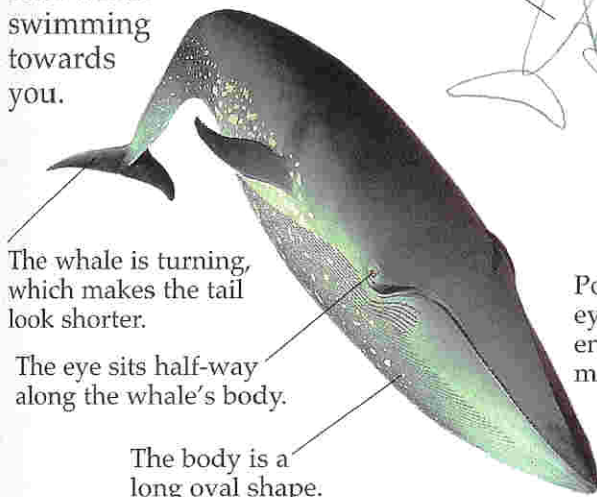 swimming
towards
you.
The whale is turning,
which makes the tail
look shorter.
The eye sits half-way
along the whale's body.
The body is a
long oval shape.